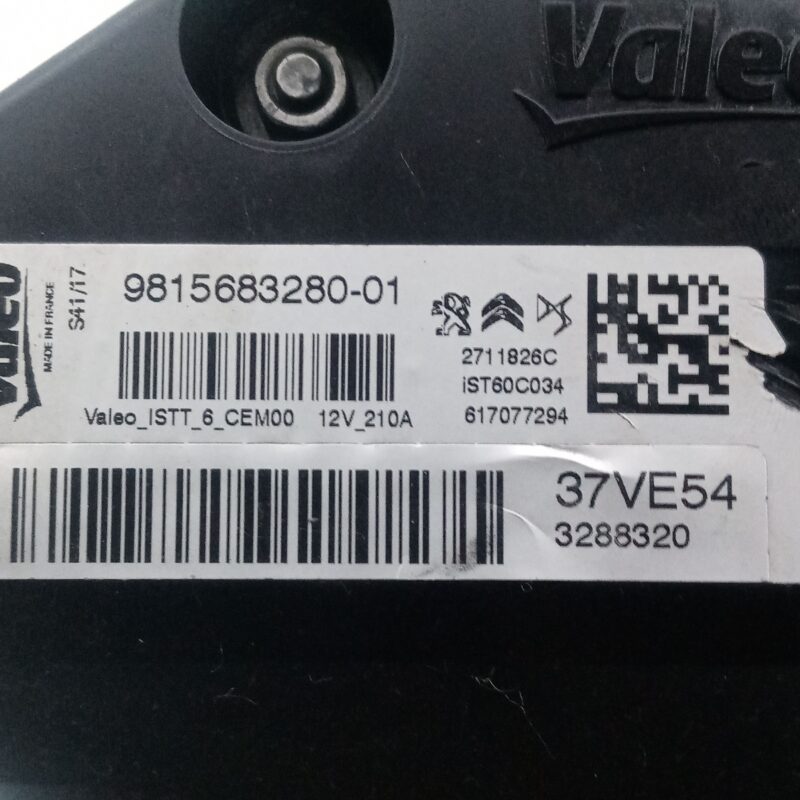 Valeo
Valeo
MADE IN FRANCE
S41/17
9815683280-01
2711826C
iST60C034
617077294
Valeo_ISTT_6_CEM00 12V_210A
37VE54
3288320